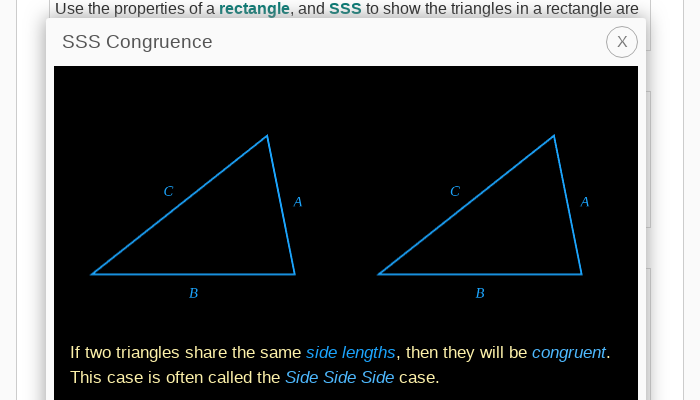 Use the properties of a rectangle, and SSS to show the triangles in a rectangle are
SSS Congruence
X
C
A
B
C
A
B
If two triangles share the same side lengths, then they will be congruent.
This case is often called the Side Side Side case.